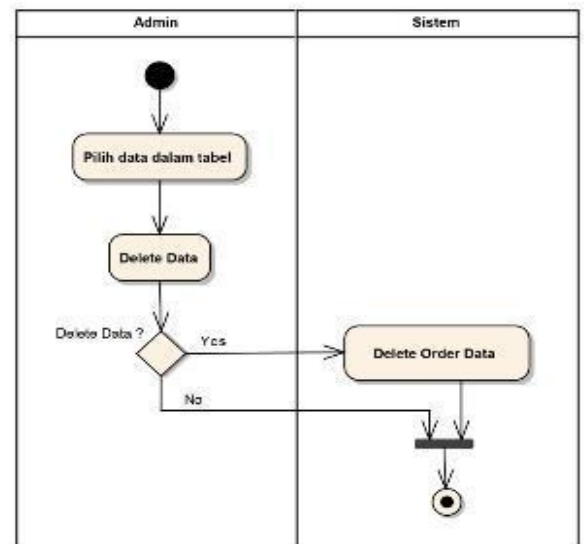 Admin
Sistem
Pilih data dalam tabel
Delete Data
Delete Data ?
Yes
Delete Order Data
No